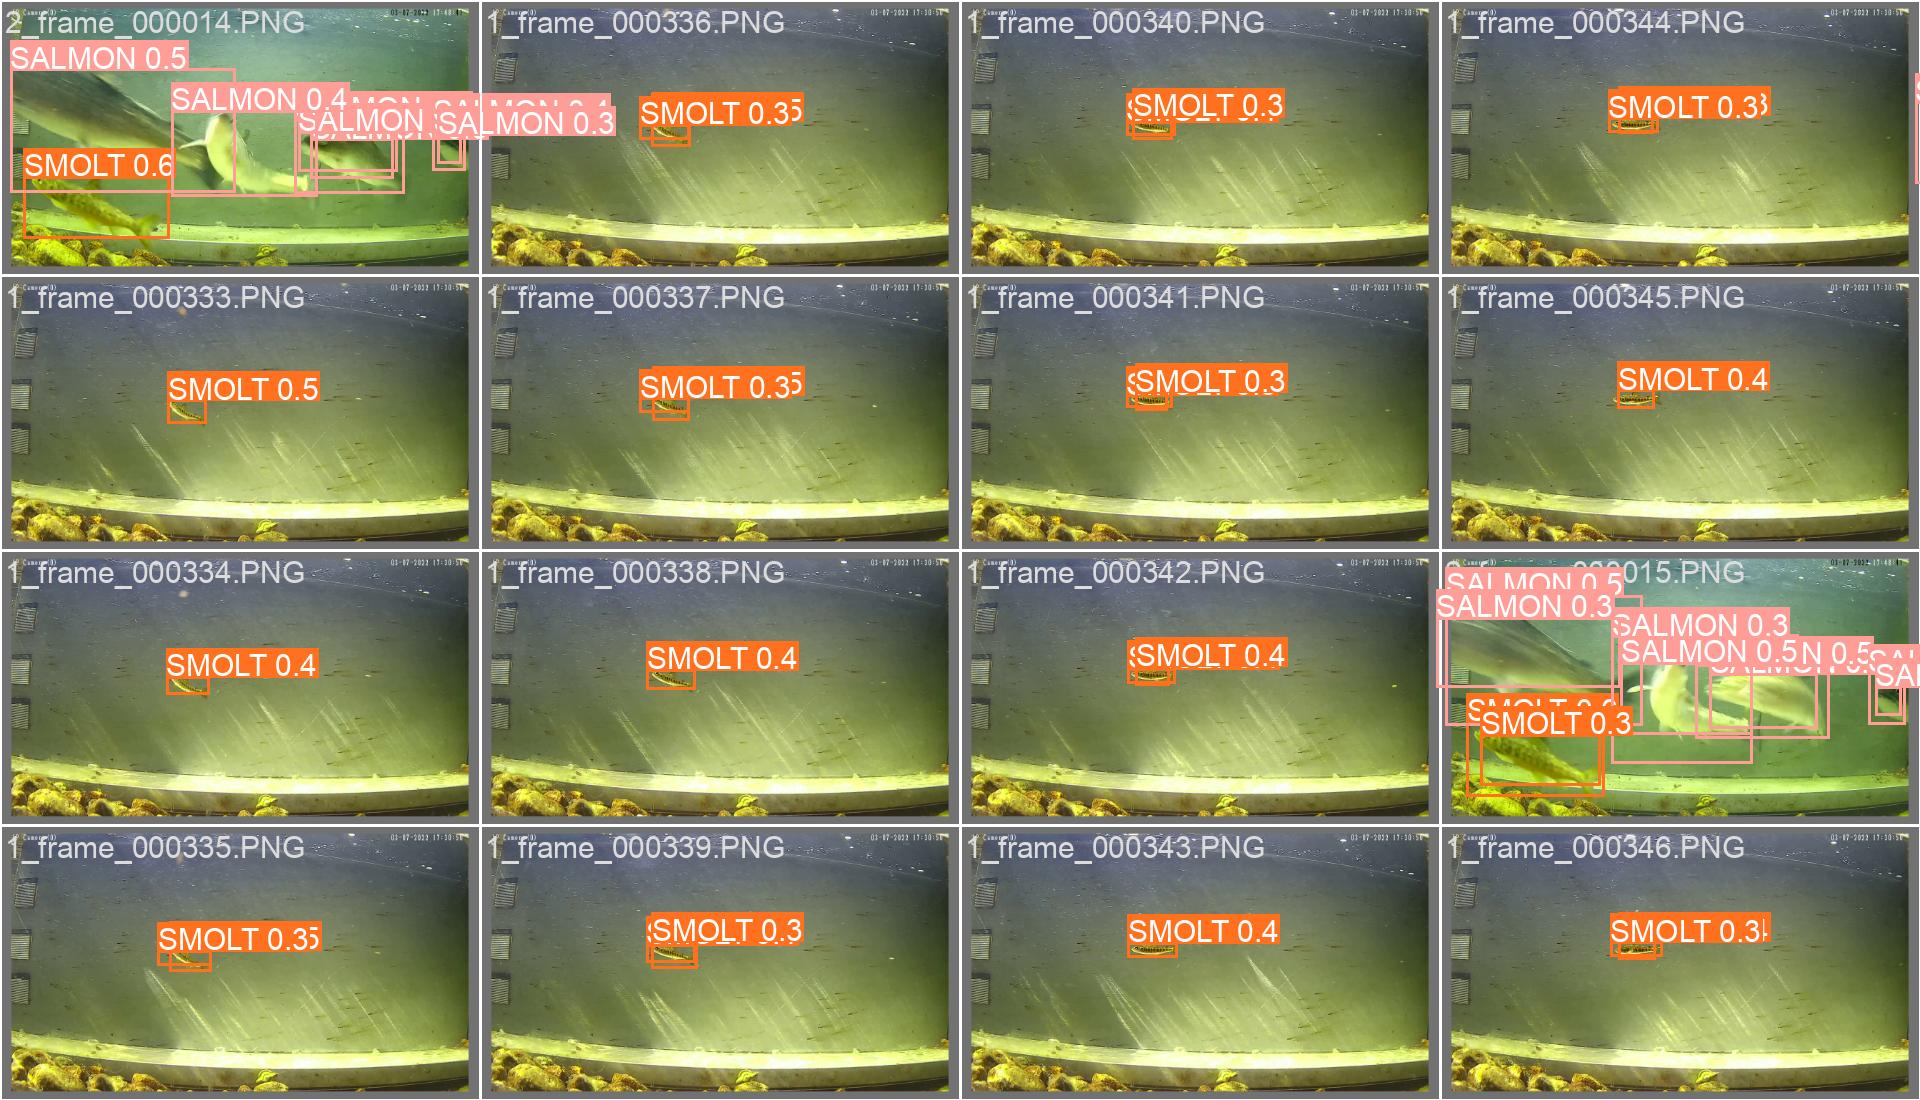 2_frame_000014.PNG
SALMON 0.5
SALMON 0.4
SALMON
SALMON 0.3
SMOLT 0.6
1_frame_000336.PNG
SMOLT 0.3
1_frame_000340.PNG
SMOLT 0.3
1_frame_000344.PNG
SMOLT 0.3
1_frame_000333.PNG
SMOLT 0.5
1_frame_000337.PNG
SMOLT 0.3
1_frame_000341.PNG
SMOLT 0.3
1_frame_000345.PNG
SMOLT 0.4
1_frame_000334.PNG
SMOLT 0.4
1_frame_000338.PNG
SMOLT 0.4
1_frame_000342.PNG
SMOLT 0.4
015.PNG
SALMON 0.5
SALMON 0.3
SALMON 0.3
SALMON 0.5
SMOLT 0.3
1_frame_000335.PNG
SMOLT 0.3
1_frame_000339.PNG
SMOLT 0.3
1_frame_000343.PNG
SMOLT 0.4
1_frame_000346.PNG
SMOLT 0.3